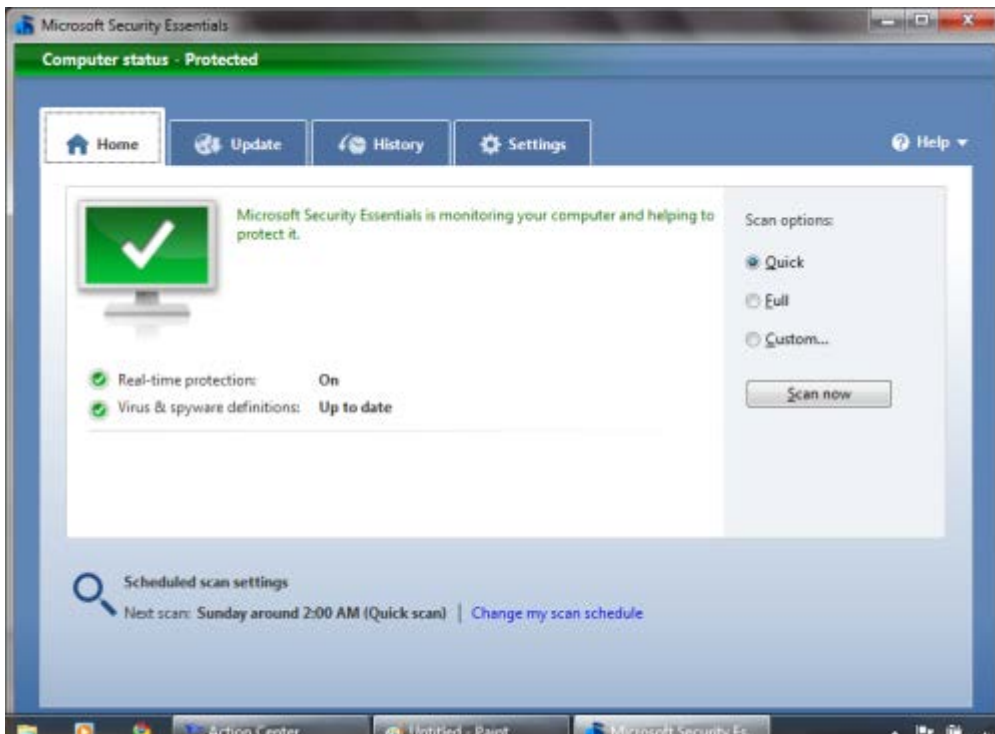 Microsoft Security Essentials
Computer status - Protected
Home
Update
History
Settings
Help
Microsoft Security Essentials is monitoring your computer and helping to
protect it.
Real-time protection: On
Virus & spyware definitions: Up to date
Scan options:
Quick
Full
Custom...
Scan now
Scheduled scan settings
Next scan: Sunday around 2:00 AM (Quick scan) | Change my scan schedule
Action Center
Untitled - Paint
Microsoft Security Es...